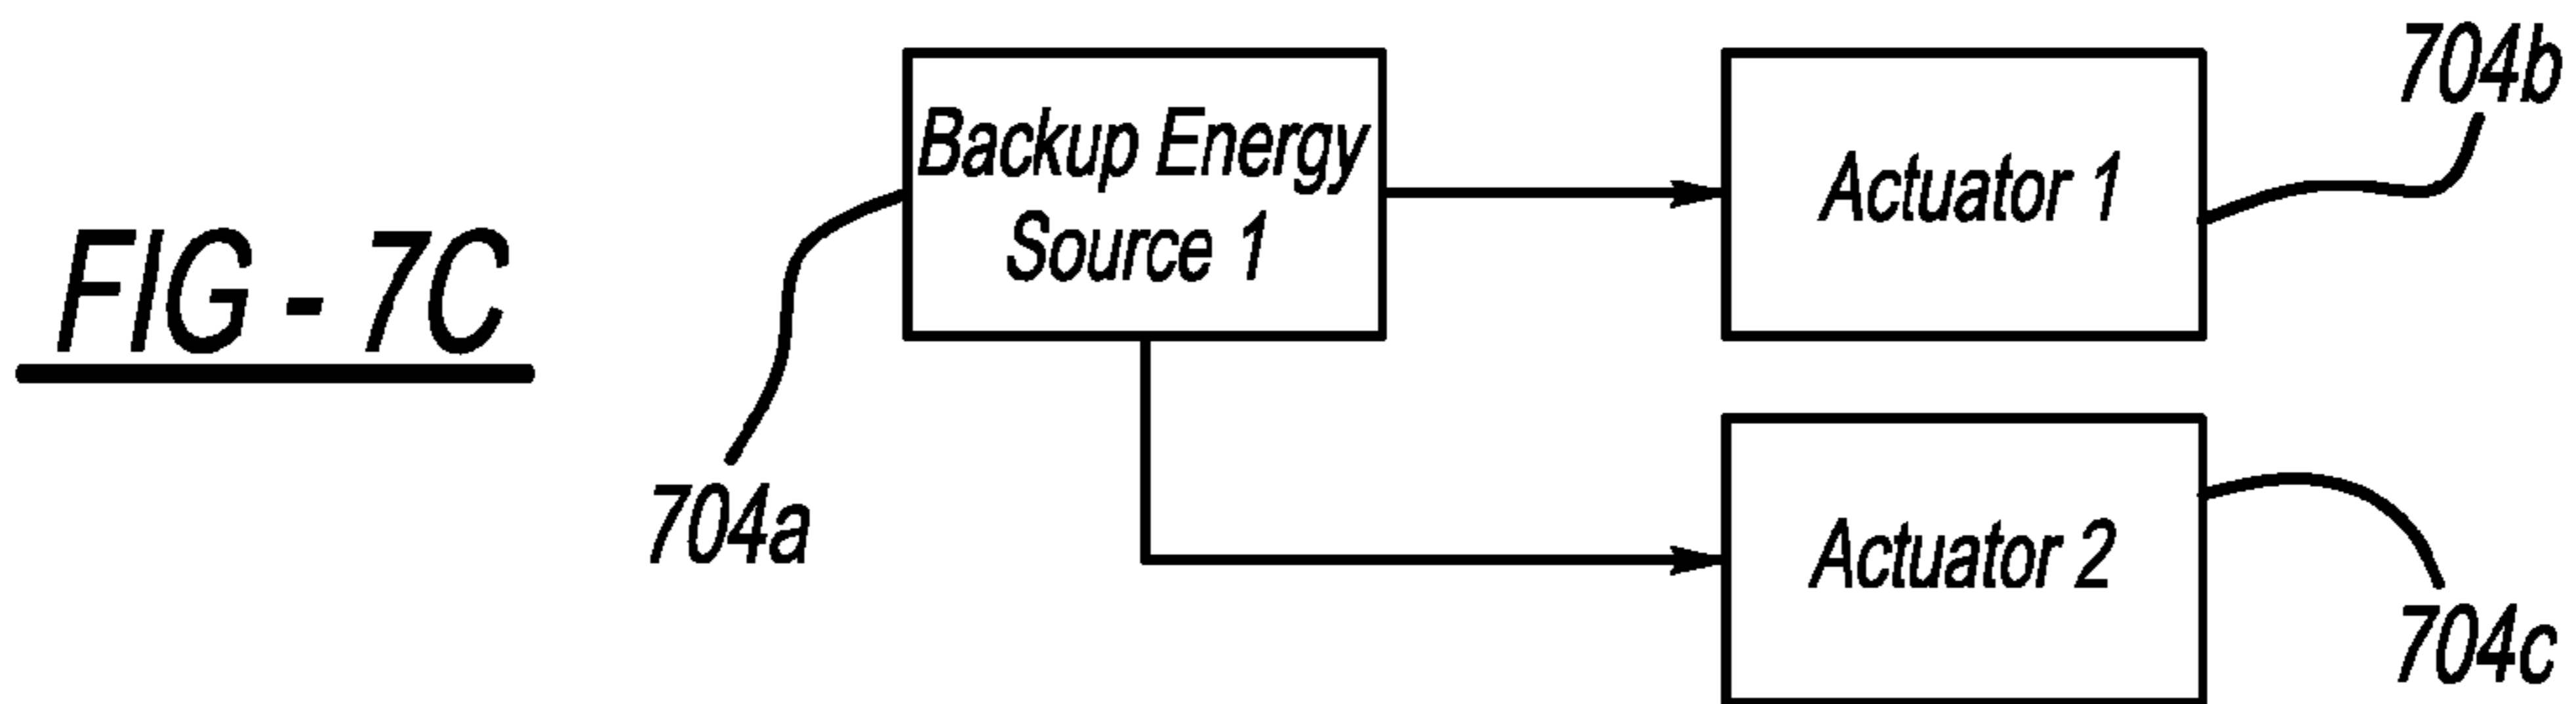 FIG - 7C
Backup Energy
Source 1
704a
Actuator 1
704b
Actuator 2
704c